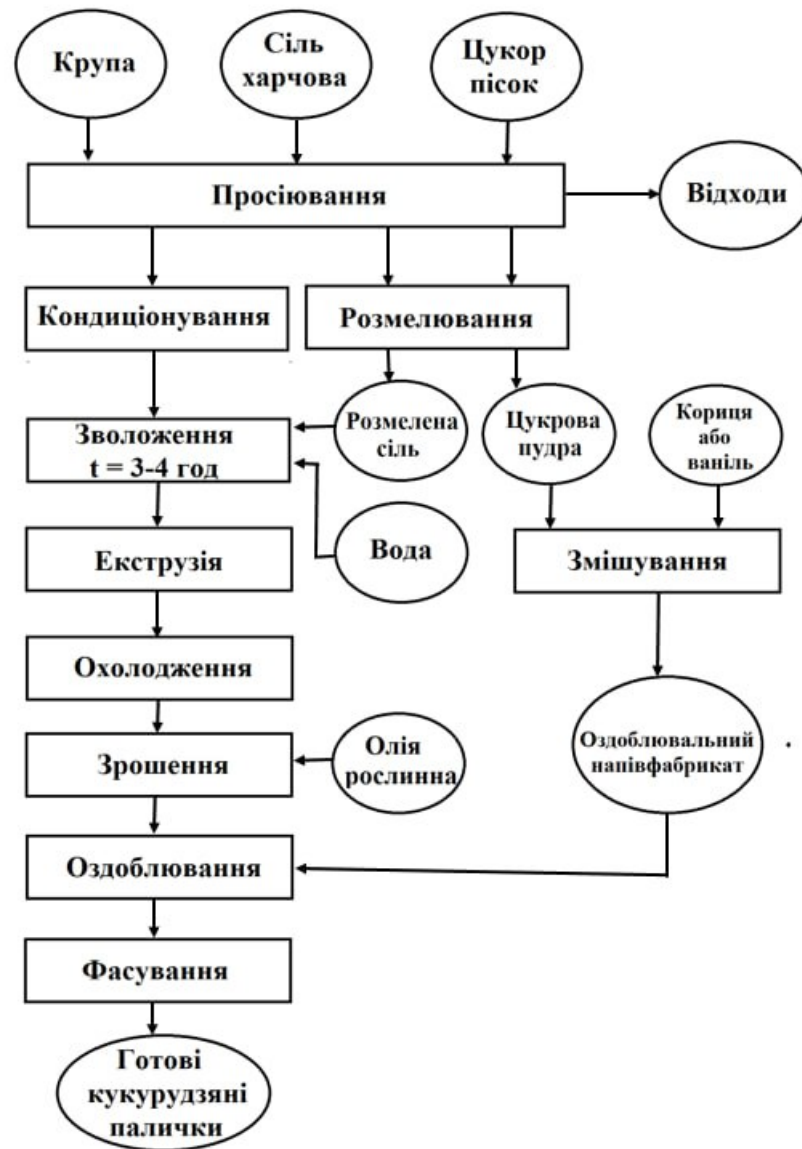 Крупа
Сіль
харчова
Цукор
пісок
Просіювання
Відходи
Кондиціонування
Розмелювання
Зволоження
t = 3-4 год
Розмелена
сіль
Цукрова
пудра
Кориця
або
ваніль
Екструзія
Вода
Змішування
Охолодження
Зрошення
Олія
рослинна
Оздоблювальний
напівфабрикат
Оздоблювання
Фасування
Готові
кукурудзяні
палички